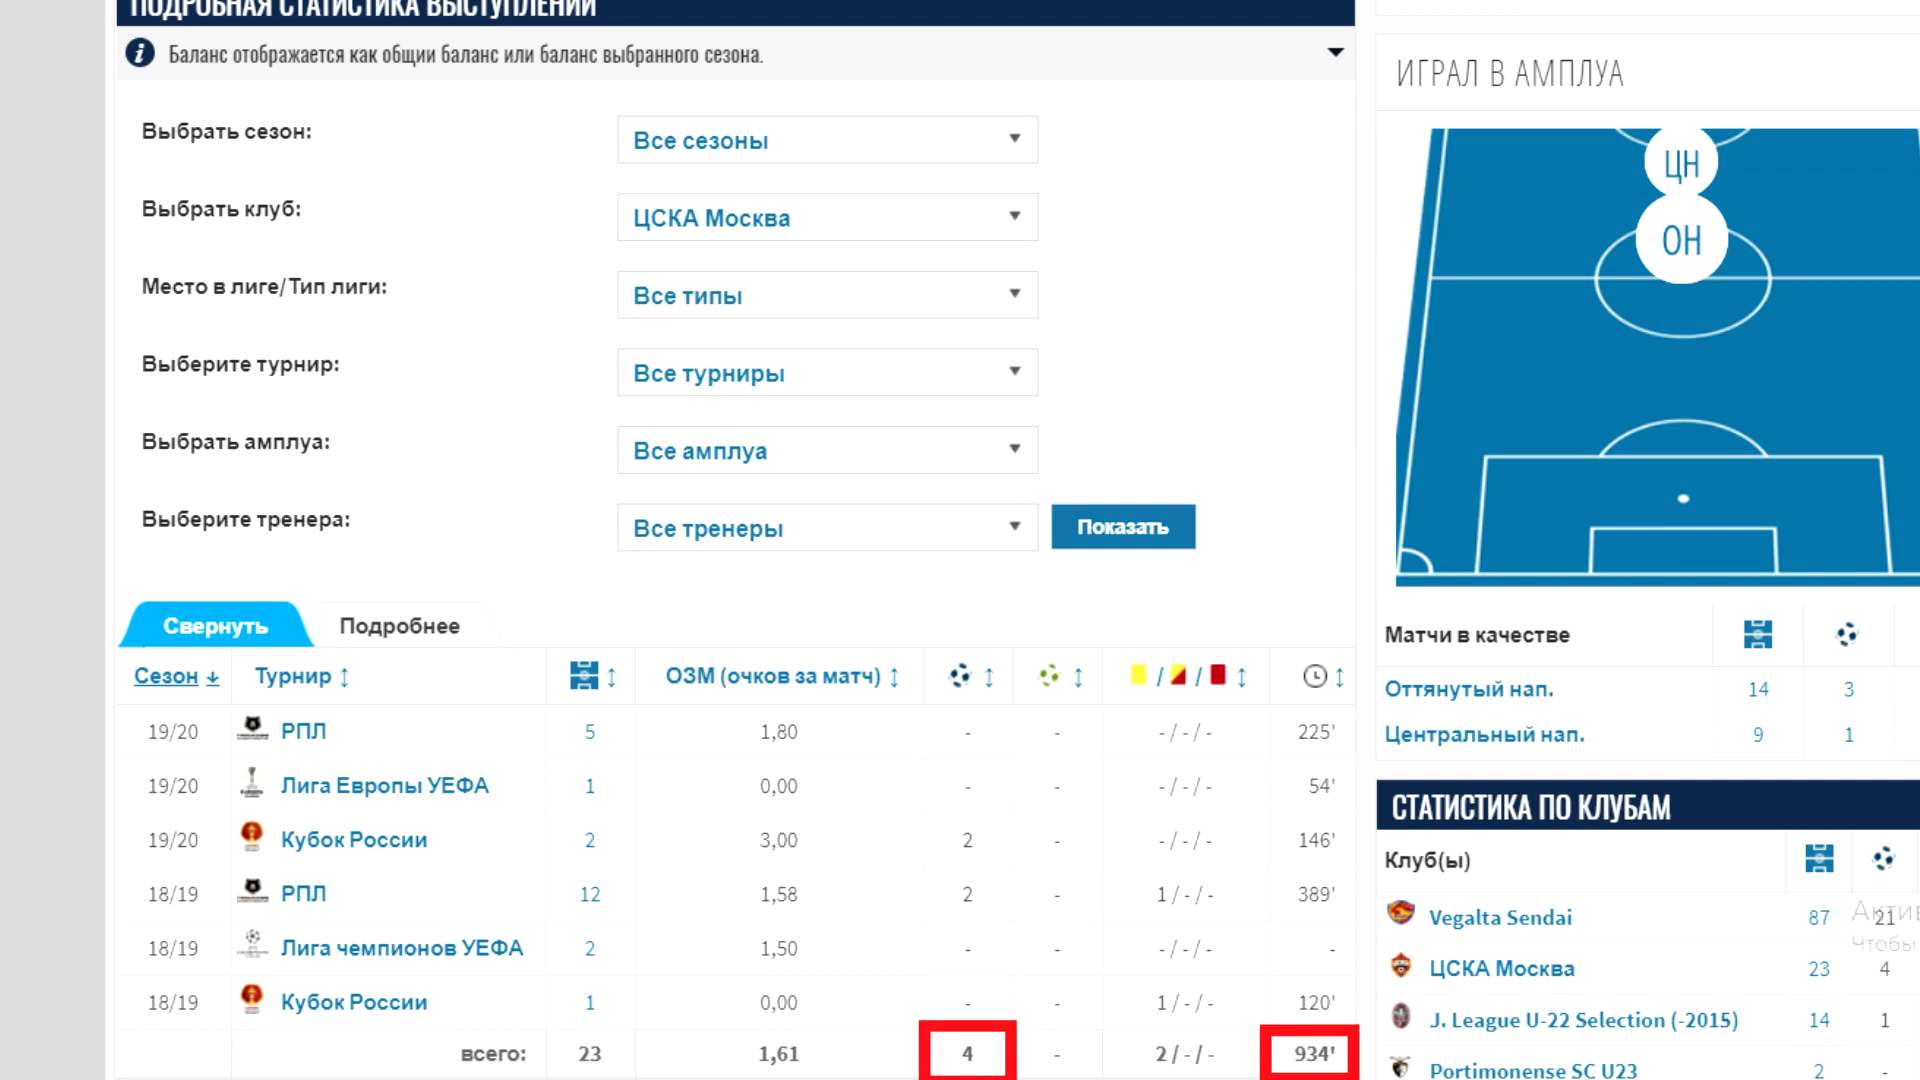 ПОДРОБНАЯ СТАТИСТИКА ВЫСТУПЛЕНИЙ
Баланс отображается как общий баланс или баланс выбранного сезона.
Выбрать сезон:
Все сезоны
Выбрать клуб:
ЦСКА Москва
Место в лиге/Тип лиги:
Все типы
Выберите турнир:
Все турниры
Выбрать амплуа:
Все амплуа
Выберите тренера:
Все тренеры
Показать
Свернуть
Подробнее
Сезон Турнир ОЗМ (очков за матч) / /
19/20 РПЛ 5 1,80 - - - / - / - 225'
19/20 Лига Европы УЕФА 1 0,00 - - - / - / - 54'
19/20 Кубок России 2 3,00 2 - - / - / - 146'
18/19 РПЛ 12 1,58 2 - 1 / - / - 389'
18/19 Лига чемпионов УЕФА 2 1,50 - - - / - / - -
18/19 Кубок России 1 0,00 - - 1 / - / - 120'
всего: 23 1,61 4 - 2 / - / - 934'
ИГРАЛ В АМПЛУА
ЦН
ОН
Матчи в качестве
Оттянутый нап. 14 3
Центральный нап. 9 1
СТАТИСТИКА ПО КЛУБАМ
Клуб(ы)
Vegalta Sendai 87 21
ЦСКА Москва 23 4
J. League U-22 Selection (-2015) 14 1
Portimonense SC U23 2 -
Чтобы